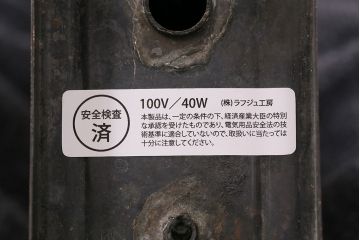 安全検査
済
100V／40W (株)ラフジュ工房
本製品は、一定の条件の下、経済産業大臣の特別
な承認を受けたものであり、電気用品安全法の技
術基準に適合していないので、取扱いに当たっては
十分に注意してください。